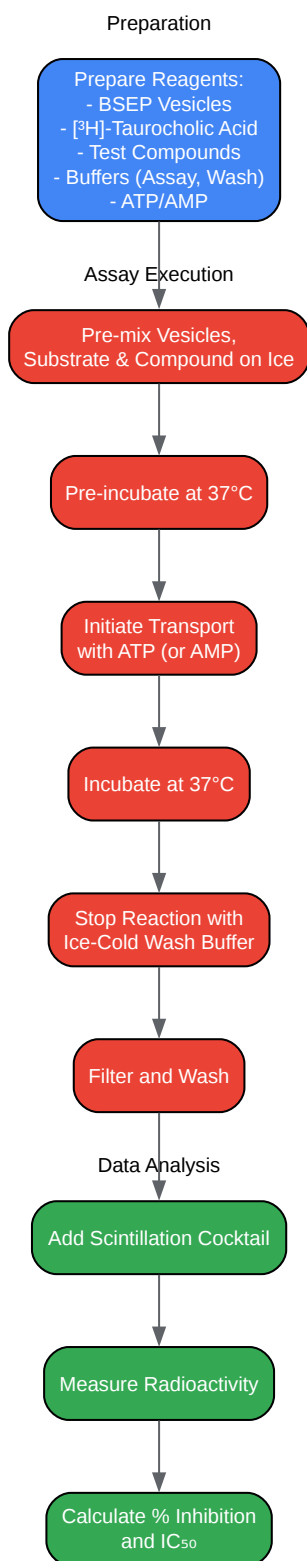 Preparation
Prepare Reagents:
- BSEP Vesicles
- [³H]-Taurocholic Acid
- Test Compounds
- Buffers (Assay, Wash)
- ATP/AMP
Assay Execution
Pre-mix Vesicles,
Substrate & Compound on Ice
Pre-incubate at 37°C
Initiate Transport
with ATP (or AMP)
Incubate at 37°C
Stop Reaction with
Ice-Cold Wash Buffer
Filter and Wash
Data Analysis
Add Scintillation Cocktail
Measure Radioactivity
Calculate % Inhibition
and IC₅₀